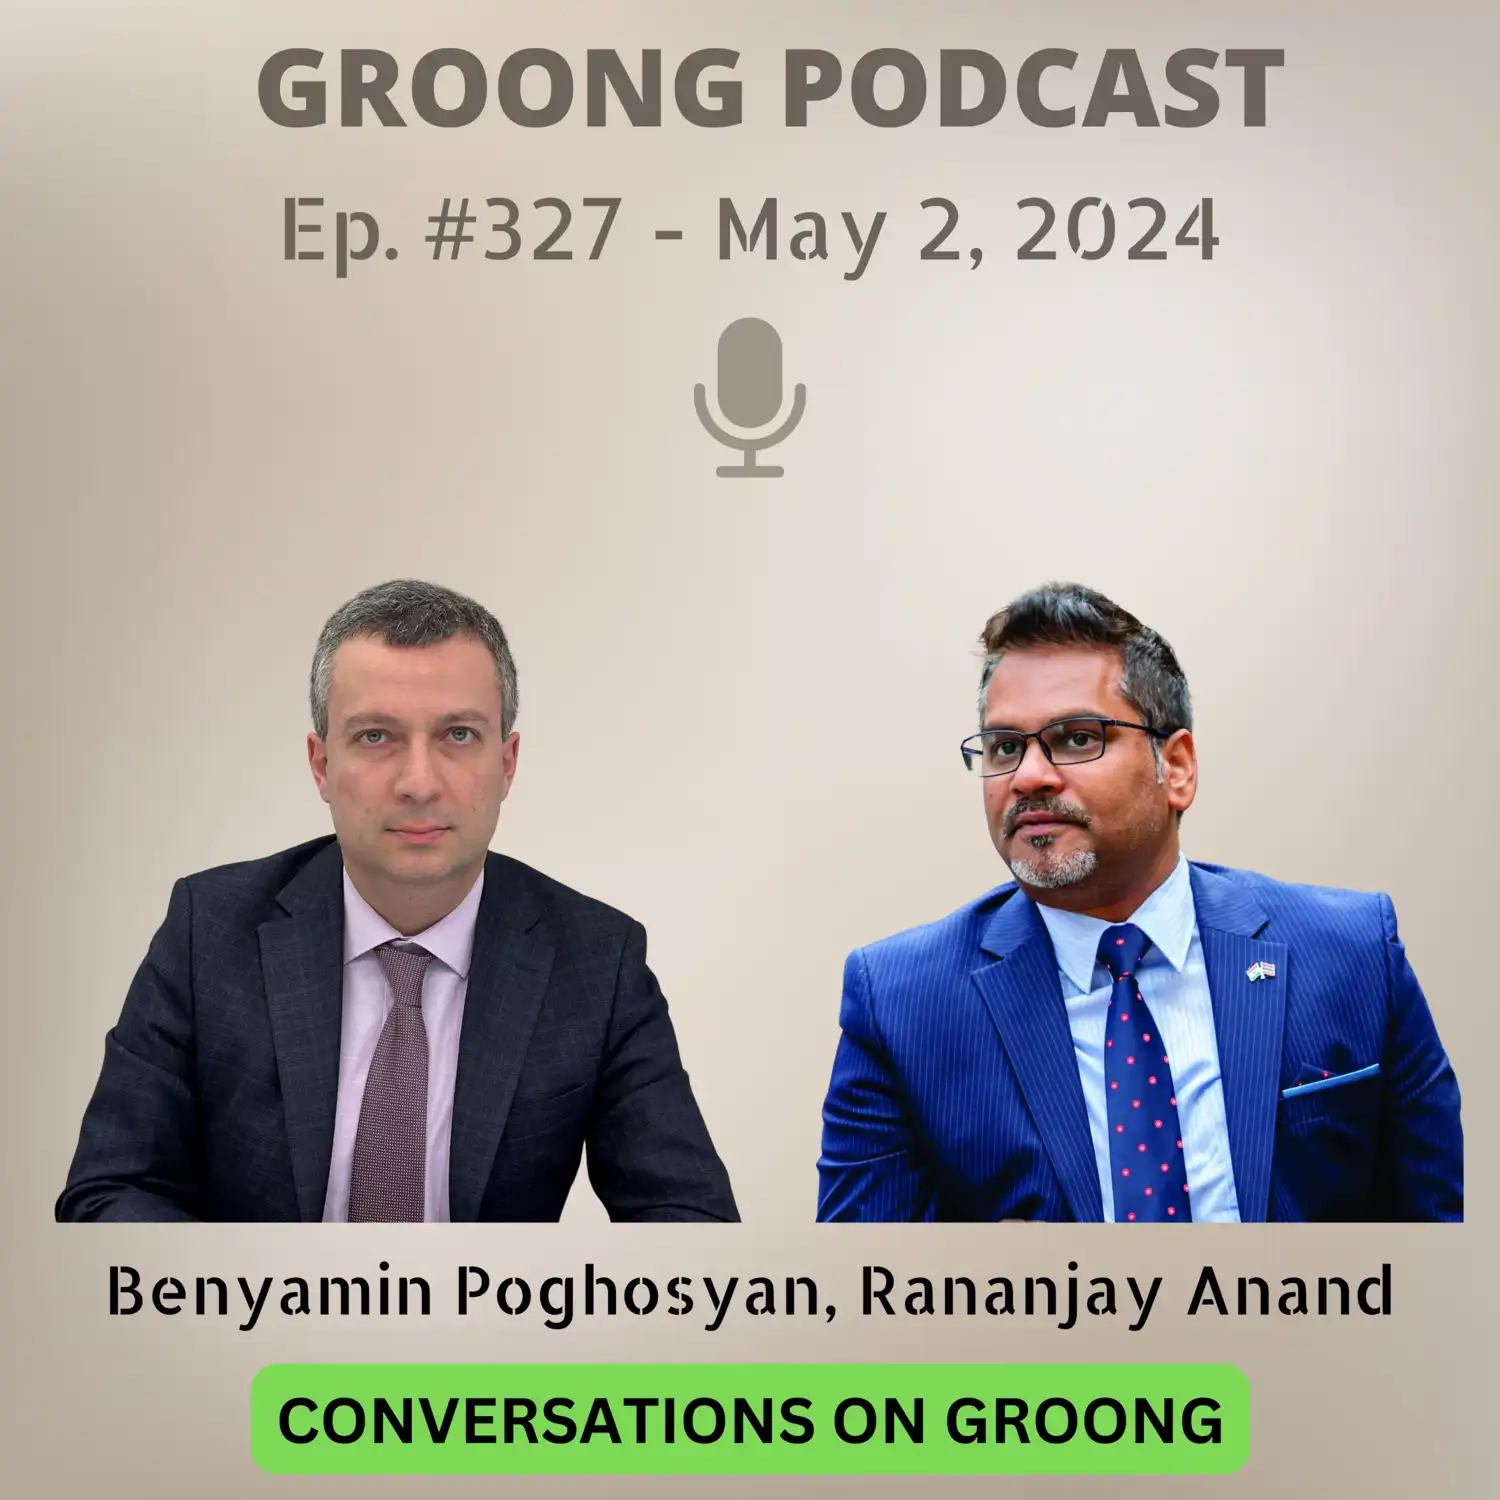 GROONG PODCAST
Ep. #327 - May 2, 2024
Benyamin Poghosyan, Rananjay Anand
CONVERSATIONS ON GROONG